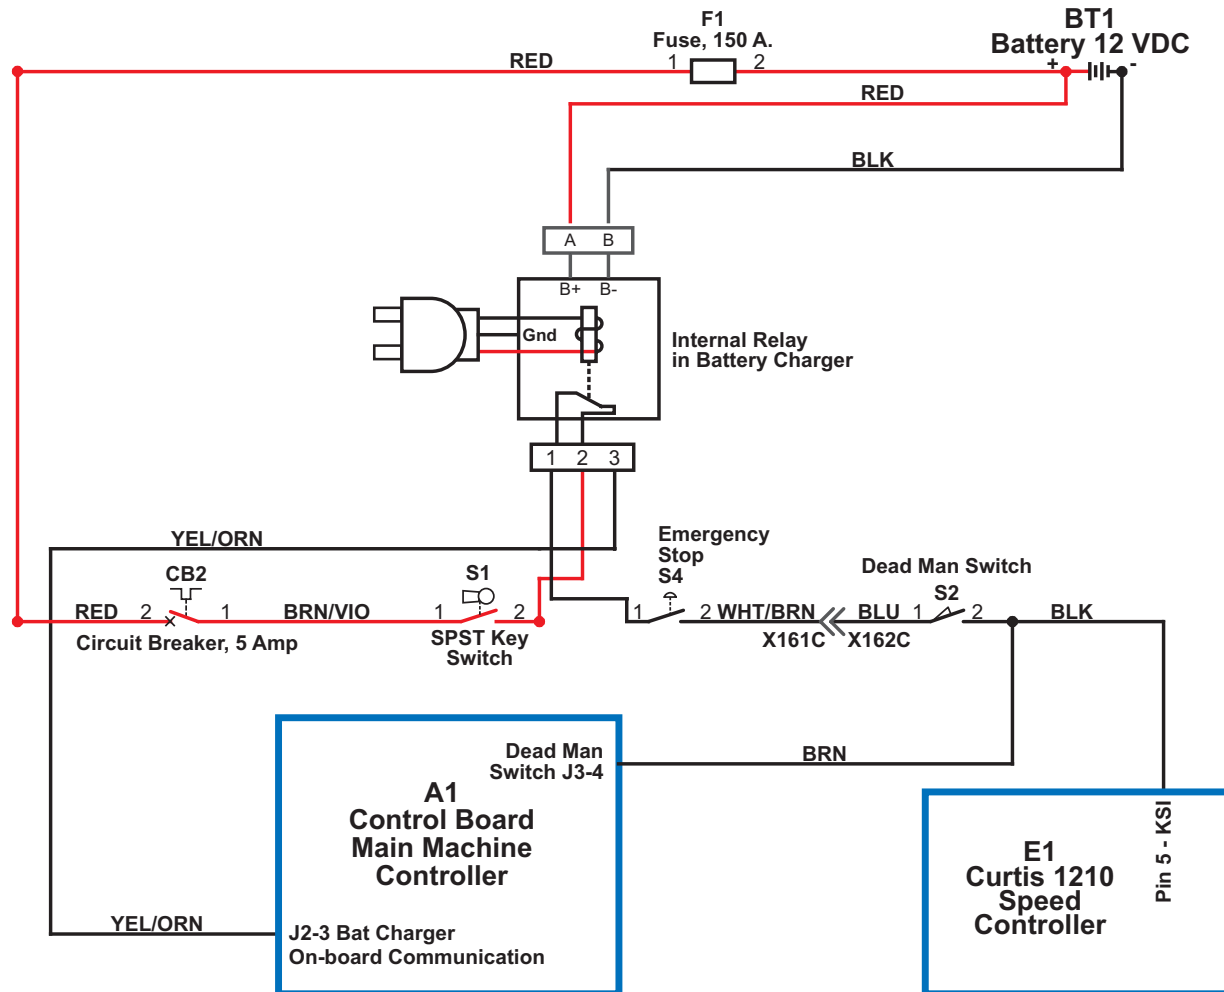 F1
Fuse, 150 A.
BT1
Battery 12 VDC
RED
1
2
+
-
RED
BLK
A B
B+ B-
Gnd
Internal Relay
in Battery Charger
1 2 3
YEL/ORN
Emergency
Stop
S4
Dead Man Switch
S2
CB2
S1
RED
2
1
BRN/VIO
1
2
1
2
WHT/BRN
BLU
1
2
BLK
Circuit Breaker, 5 Amp
SPST Key
Switch
X161C
X162C
Dead Man
Switch J3-4
BRN
A1
Control Board
Main Machine
Controller
Pin 5 - KSI
E1
Curtis 1210
Speed
Controller
YEL/ORN
J2-3 Bat Charger
On-board Communication